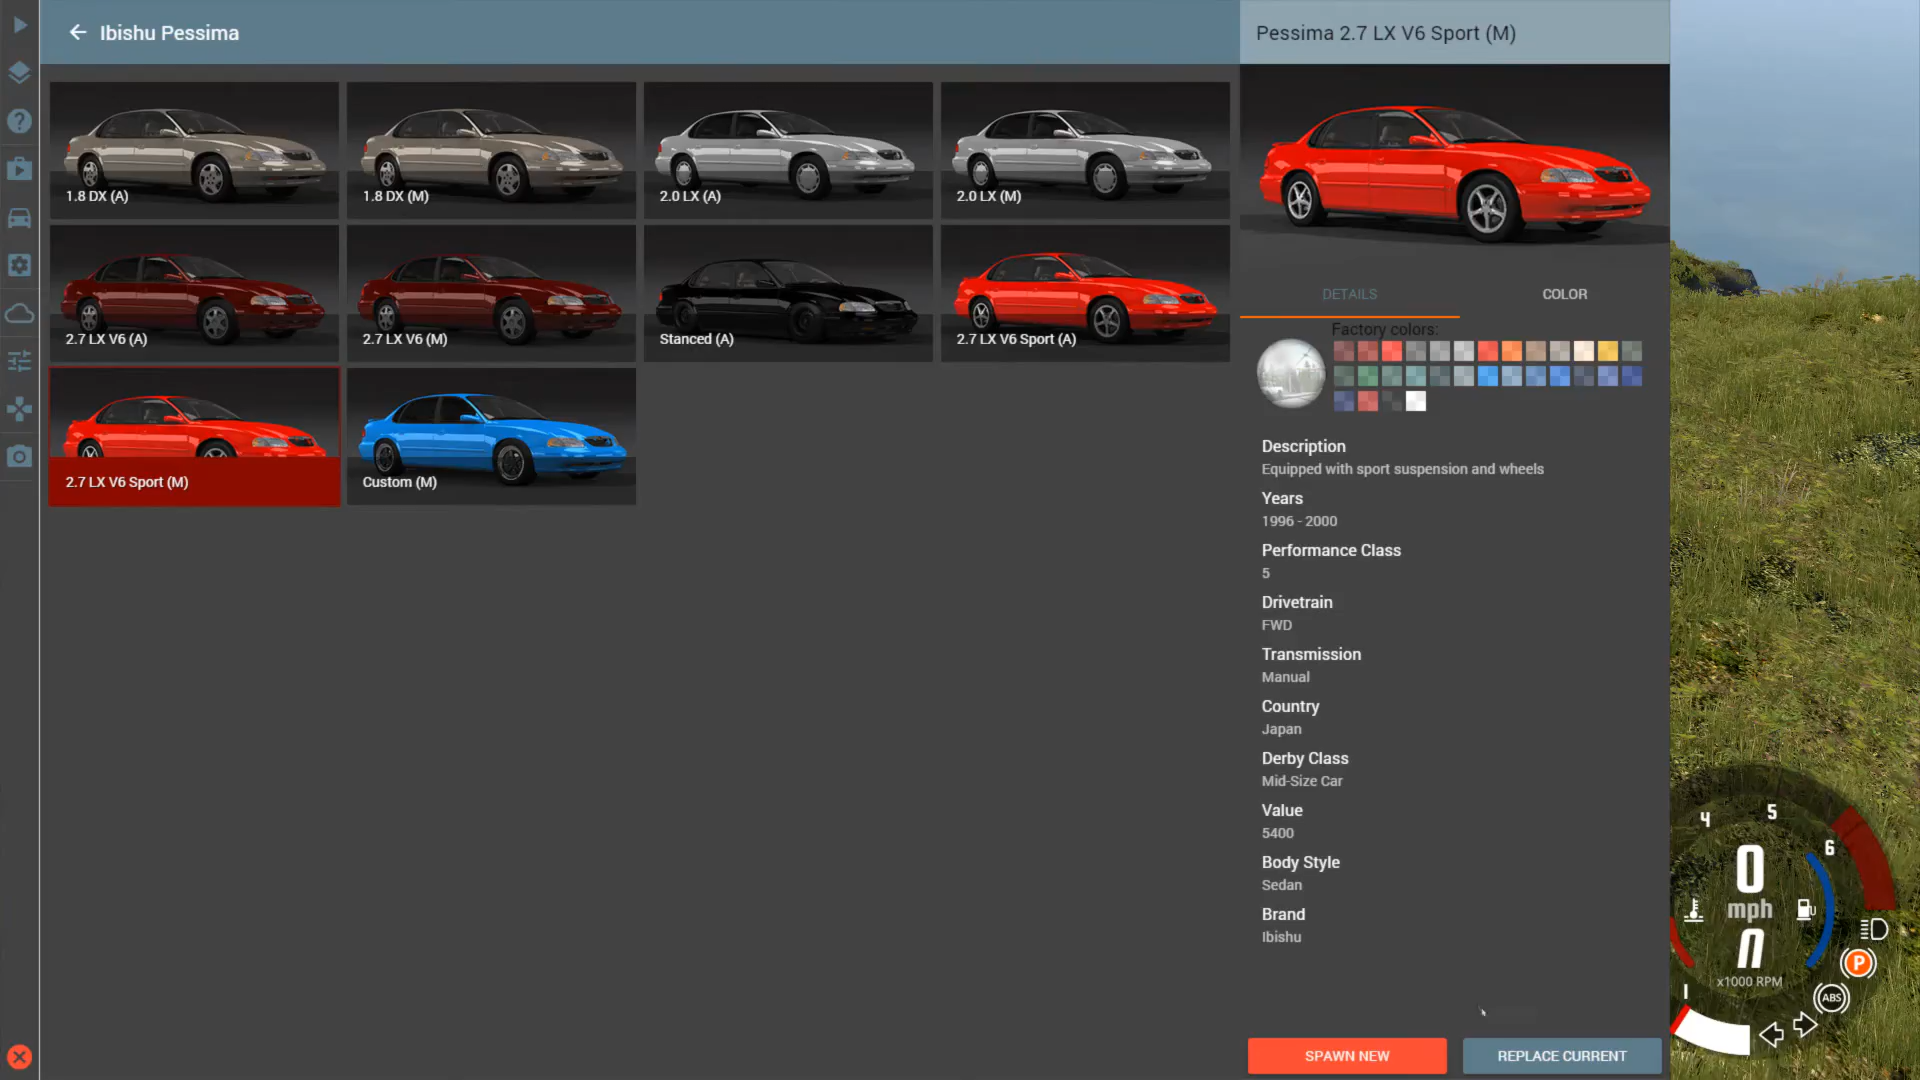 Ibishu Pessima
Pessima 2.7 LX V6 Sport (M)
1.8 DX (A)
1.8 DX (M)
2.0 LX (A)
2.0 LX (M)
2.7 LX V6 (A)
2.7 LX V6 (M)
Stanced (A)
2.7 LX V6 Sport (A)
2.7 LX V6 Sport (M)
Custom (M)
DETAILS
COLOR
Factory colors:
Description
Equipped with sport suspension and wheels
Years
1996 - 2000
Performance Class
5
Drivetrain
FWD
Transmission
Manual
Country
Japan
Derby Class
Mid-Size Car
Value
5400
Body Style
Sedan
Brand
Ibishu
SPAWN NEW
REPLACE CURRENT
4
5
6
0
mph
n
x1000 RPM
1
P
ABS